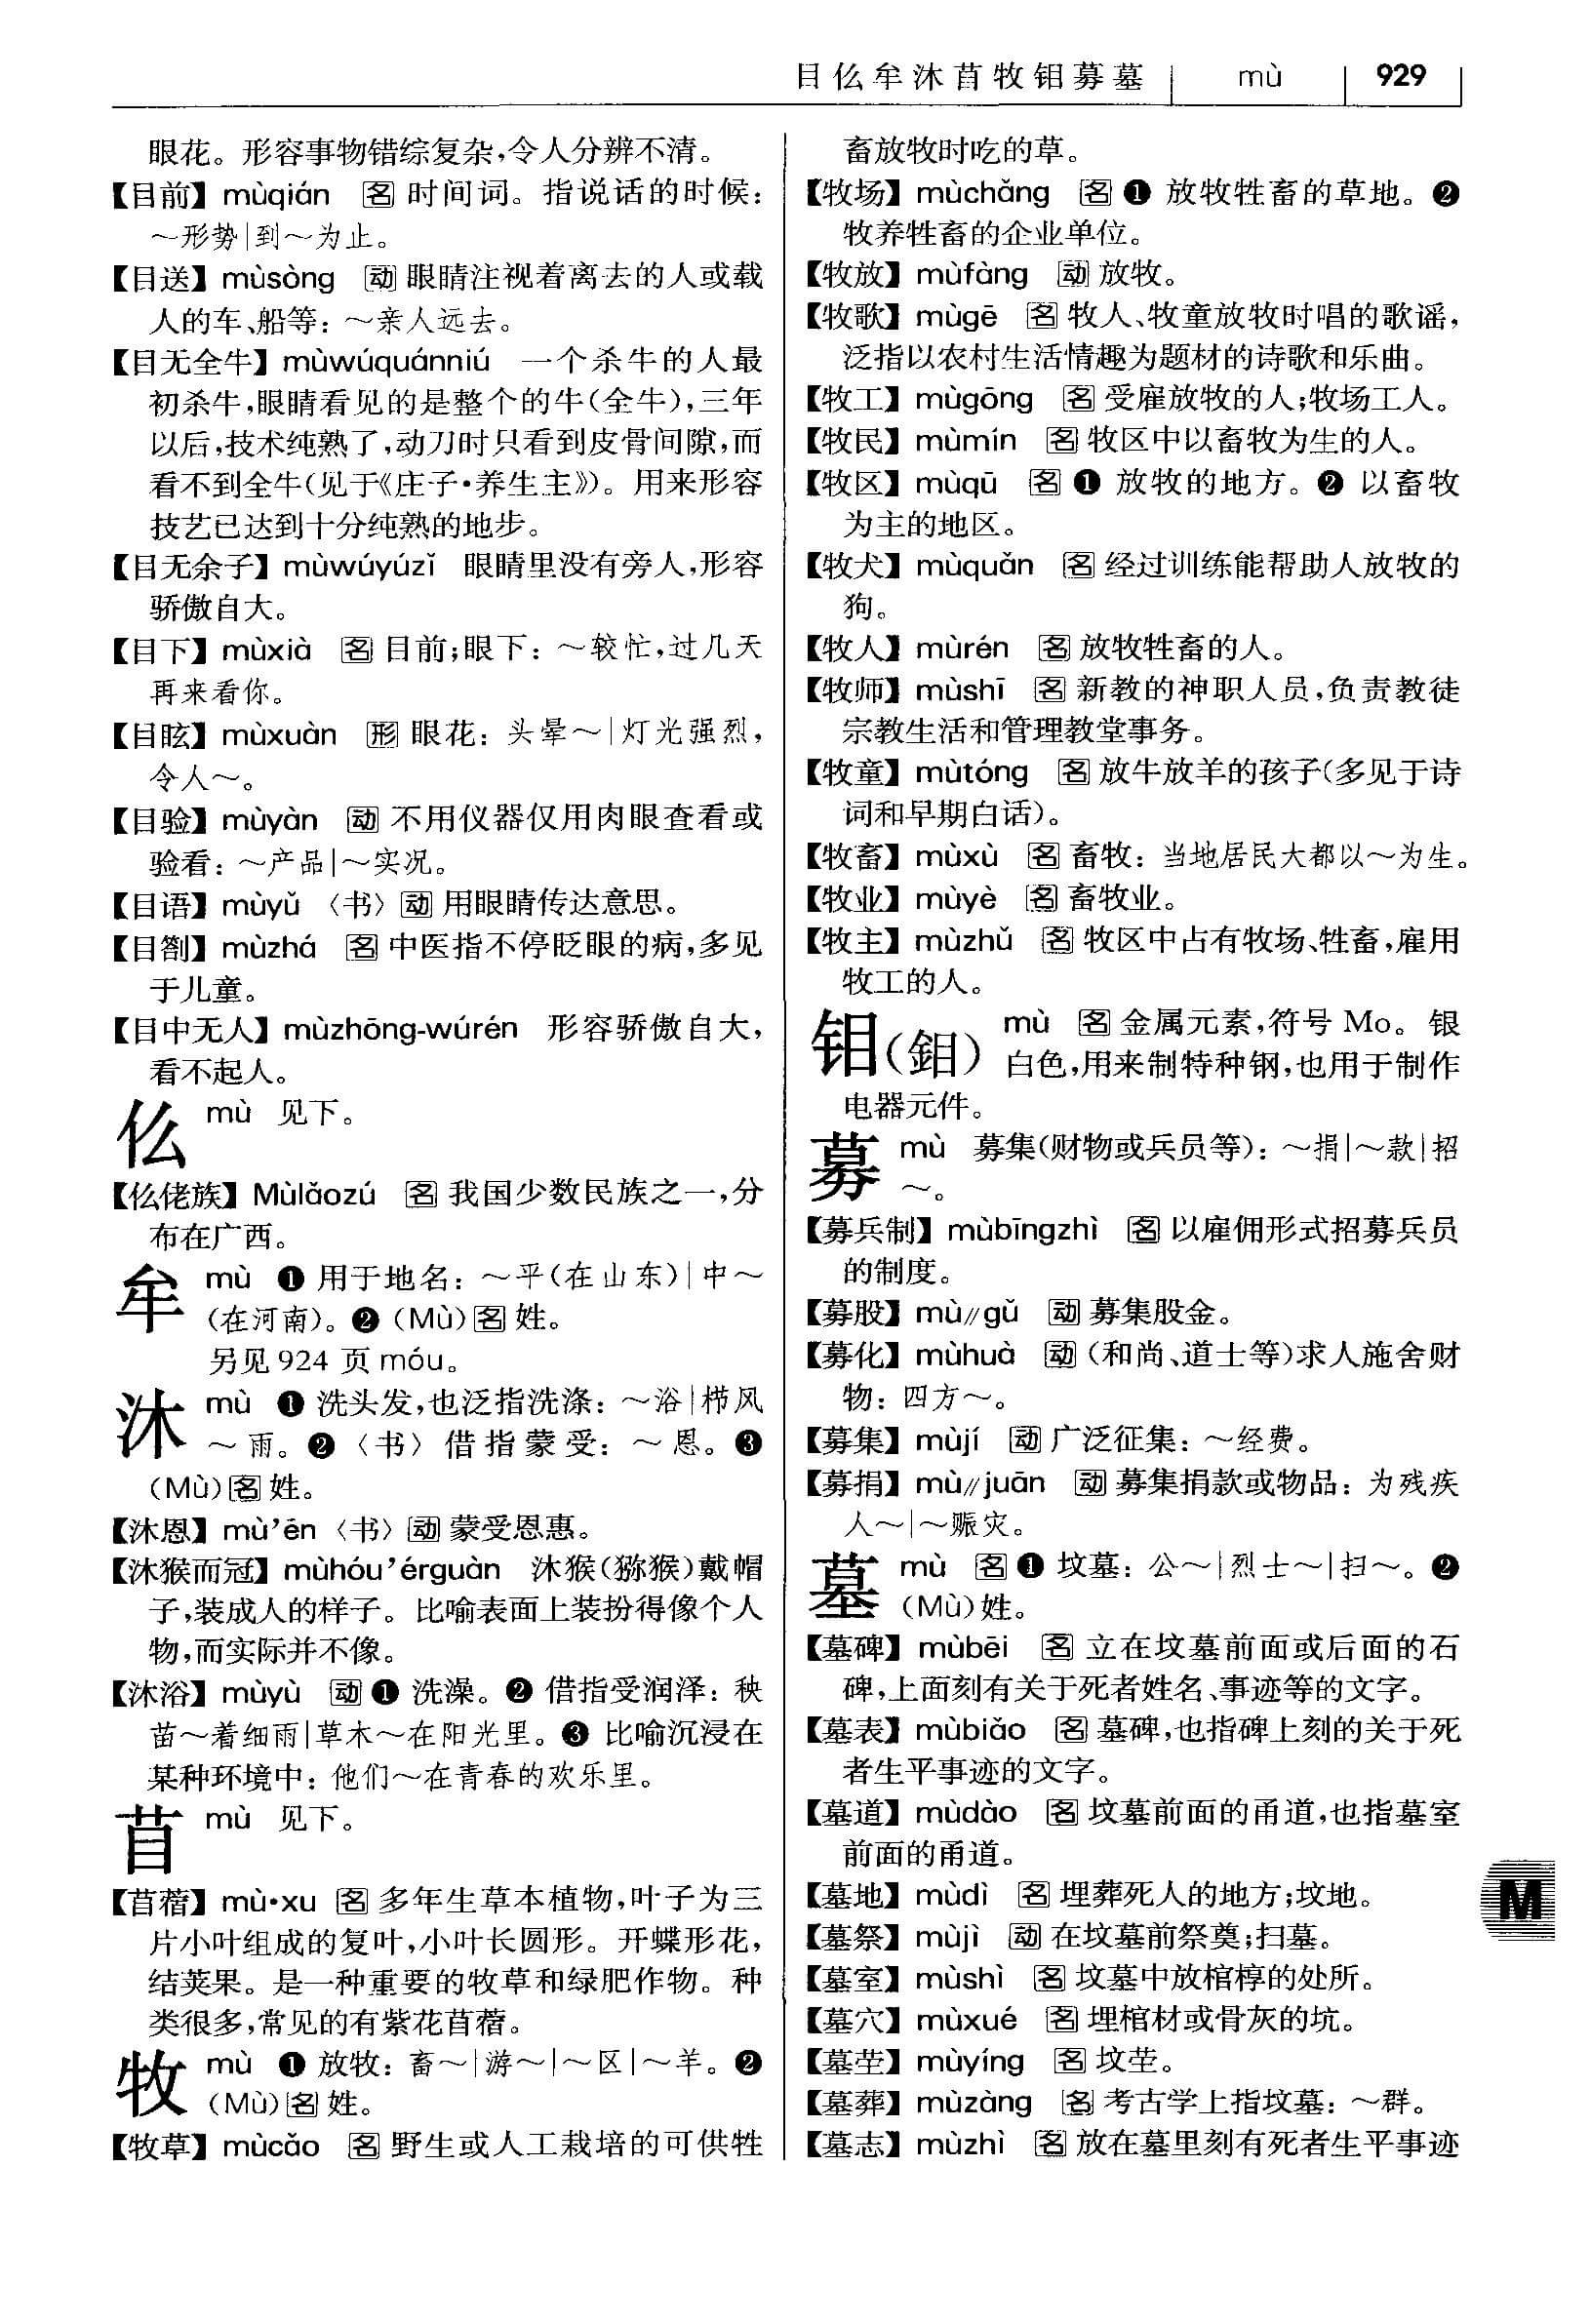 目仫牟沐苜牧钼募墓 mù 929
眼花。形容事物错综复杂,令人分辨不清。
【目前】mùqián 名 时间词。指说话的时候:
～形势|到～为止。
【目送】mùsòng 动 眼睛注视着离去的人或载
人的车、船等:～亲人远去。
【目无全牛】mùwúquánniú 一个杀牛的人最
初杀牛,眼睛看见的是整个的牛(全牛),三年
以后,技术纯熟了,动刀时只看到皮骨间隙,而
看不到全牛(见于《庄子·养生主》)。用来形容
技艺已达到十分纯熟的地步。
【目无余子】mùwúyúzǐ 眼睛里没有旁人,形容
骄傲自大。
【目下】mùxià 名 目前;眼下:～较忙,过几天
再来看你。
【目眩】mùxuàn 形 眼花:头晕～|灯光强烈,
令人～。
【目验】mùyàn 动 不用仪器仅用肉眼查看或
验看:～产品|～实况。
【目语】mùyǔ〈书〉动 用眼睛传达意思。
【目劄】mùzhá 名 中医指不停眨眼的病,多见
于儿童。
【目中无人】mùzhōng-wúrén 形容骄傲自大,
看不起人。
仫 mù 见下。
【仫佬族】Mùlǎozú 名 我国少数民族之一,分
布在广西。
牟 mù ❶ 用于地名:～平(在山东)|中～
(在河南)。❷ (Mù)名 姓。
另见 924 页 móu。
沐 mù ❶ 洗头发,也泛指洗涤:～浴|栉风
～雨。❷〈书〉借指蒙受:～恩。❸
(Mù)名 姓。
【沐恩】mù’ēn〈书〉动 蒙受恩惠。
【沐猴而冠】mùhóu’érguàn 沐猴(猕猴)戴帽
子,装成人的样子。比喻表面上装扮得像个人
物,而实际并不像。
【沐浴】mùyù 动 ❶ 洗澡。❷ 借指受润泽:秧
苗～着细雨|草木～在阳光里。❸ 比喻沉浸在
某种环境中:他们～在青春的欢乐里。
苜 mù 见下。
【苜蓿】mù·xu 名 多年生草本植物,叶子为三
片小叶组成的复叶,小叶长圆形。开蝶形花,
结荚果。是一种重要的牧草和绿肥作物。种
类很多,常见的有紫花苜蓿。
牧 mù ❶ 放牧:畜～|游～|～区|～羊。❷
(Mù)名 姓。
【牧草】mùcǎo 名 野生或人工栽培的可供牲
畜放牧时吃的草。
【牧场】mùchǎng 名 ❶ 放牧牲畜的草地。❷
牧养牲畜的企业单位。
【牧放】mùfàng 动 放牧。
【牧歌】mùgē 名 牧人、牧童放牧时唱的歌谣,
泛指以农村生活情趣为题材的诗歌和乐曲。
【牧工】mùgōng 名 受雇放牧的人;牧场工人。
【牧民】mùmín 名 牧区中以畜牧为生的人。
【牧区】mùqū 名 ❶ 放牧的地方。❷ 以畜牧
为主的地区。
【牧犬】mùquǎn 名 经过训练能帮助人放牧的
狗。
【牧人】mùrén 名 放牧牲畜的人。
【牧师】mùshī 名 新教的神职人员,负责教徒
宗教生活和管理教堂事务。
【牧童】mùtóng 名 放牛放羊的孩子(多见于诗
词和早期白话)。
【牧畜】mùxù 名 畜牧:当地居民大都以～为生。
【牧业】mùyè 名 畜牧业。
【牧主】mùzhǔ 名 牧区中占有牧场、牲畜,雇用
牧工的人。
钼(鉬) mù 名 金属元素,符号 Mo。银
白色,用来制特种钢,也用于制作
电器元件。
募 mù 募集(财物或兵员等):～捐|～款|招
～。
【募兵制】mùbīngzhì 名 以雇佣形式招募兵员
的制度。
【募股】mù//gǔ 动 募集股金。
【募化】mùhuà 动 (和尚、道士等)求人施舍财
物:四方～。
【募集】mùjí 动 广泛征集:～经费。
【募捐】mù//juān 动 募集捐款或物品:为残疾
人～|～赈灾。
墓 mù 名 ❶ 坟墓:公～|烈士～|扫～。❷
(Mù)姓。
【墓碑】mùbēi 名 立在坟墓前面或后面的石
碑,上面刻有关于死者姓名、事迹等的文字。
【墓表】mùbiǎo 名 墓碑,也指碑上刻的关于死
者生平事迹的文字。
【墓道】mùdào 名 坟墓前面的甬道,也指墓室
前面的甬道。
【墓地】mùdì 名 埋葬死人的地方;坟地。
【墓祭】mùjì 动 在坟墓前祭奠;扫墓。
【墓室】mùshì 名 坟墓中放棺椁的处所。
【墓穴】mùxué 名 埋棺材或骨灰的坑。
【墓茔】mùyíng 名 坟茔。
【墓葬】mùzàng 名 考古学上指坟墓:～群。
【墓志】mùzhì 名 放在墓里刻有死者生平事迹
M